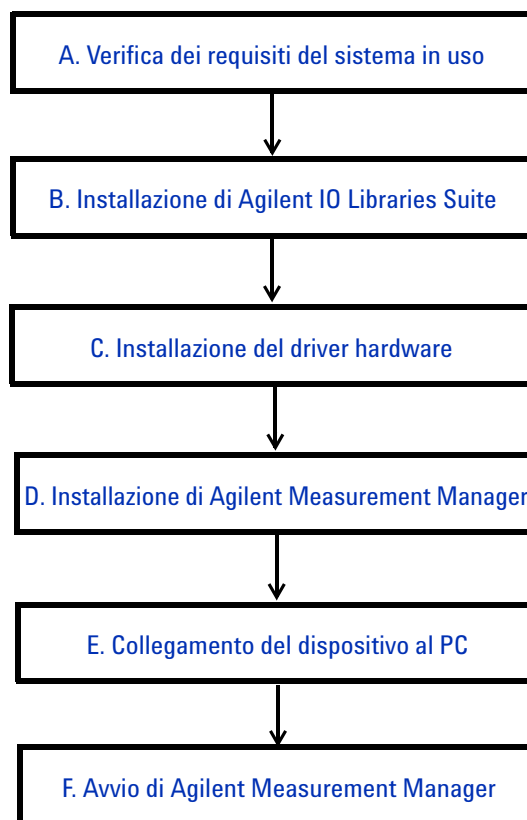 A. Verifica dei requisiti del sistema in uso
B. Installazione di Agilent IO Libraries Suite
C. Installazione del driver hardware
D. Installazione di Agilent Measurement Manager
E. Collegamento del dispositivo al PC
F. Avvio di Agilent Measurement Manager